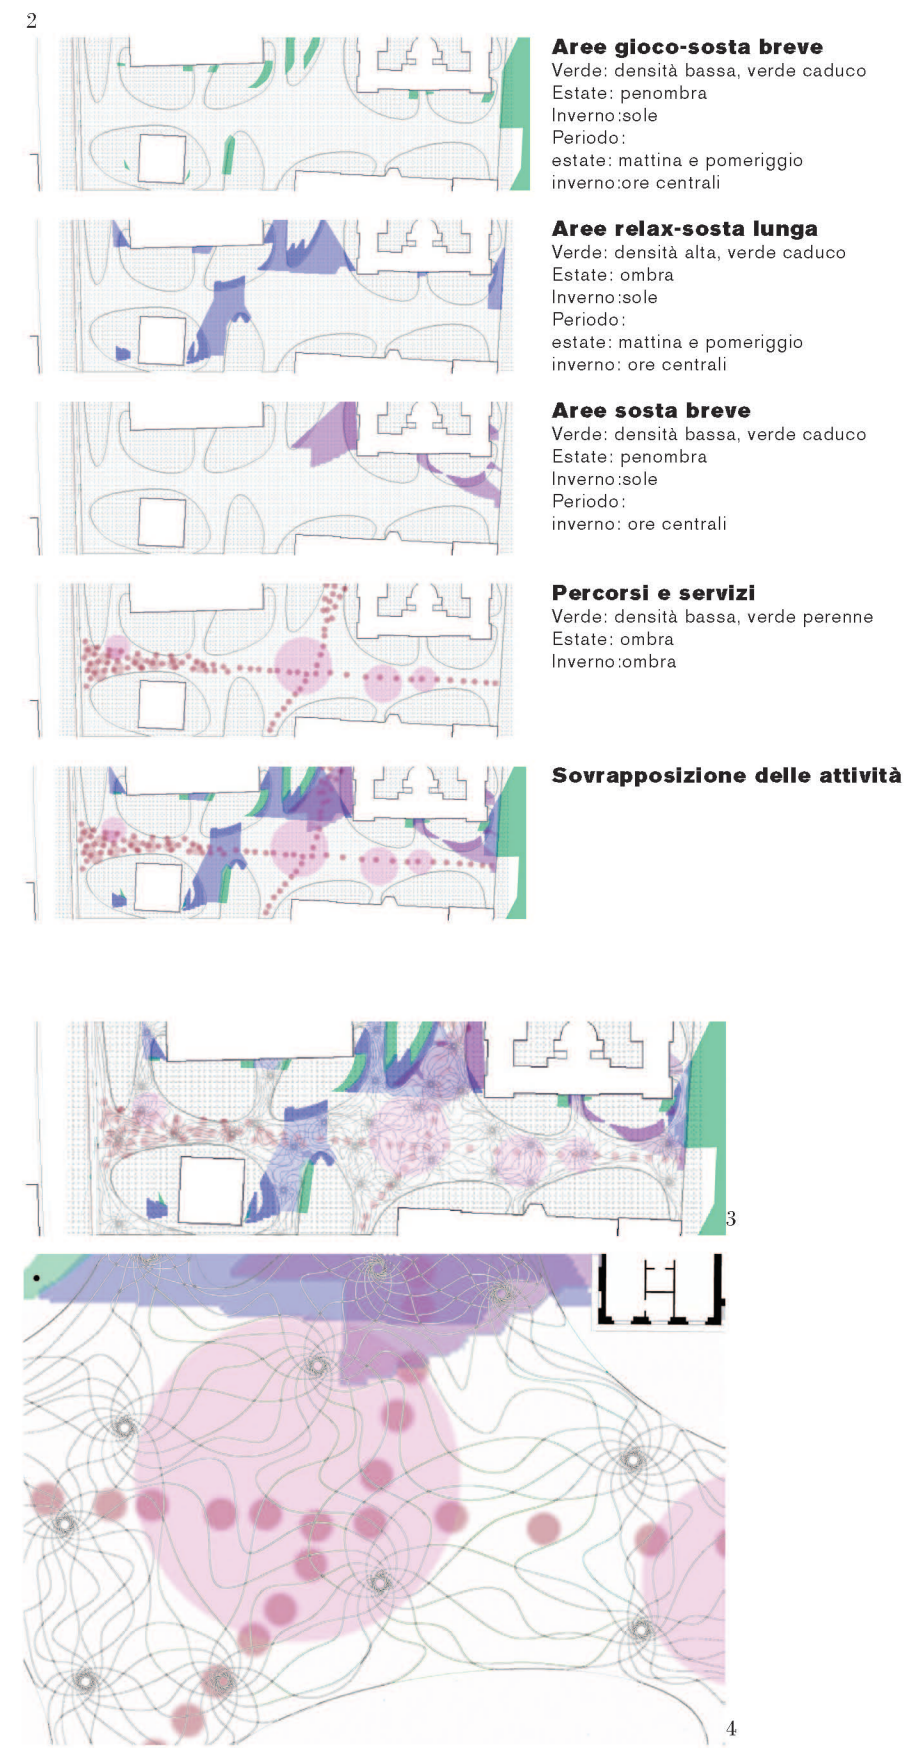 2
Aree gioco-sosta breve
Verde: densità bassa, verde caduco
Estate: penombra
Inverno:sole
Periodo:
estate: mattina e pomeriggio
inverno:ore centrali
Aree relax-sosta lunga
Verde: densità alta, verde caduco
Estate: ombra
Inverno:sole
Periodo:
estate: mattina e pomeriggio
inverno: ore centrali
Aree sosta breve
Verde: densità bassa, verde caduco
Estate: penombra
Inverno:sole
Periodo:
inverno: ore centrali
Percorsi e servizi
Verde: densità bassa, verde perenne
Estate: ombra
Inverno:ombra
Sovrapposizione delle attività
3
4